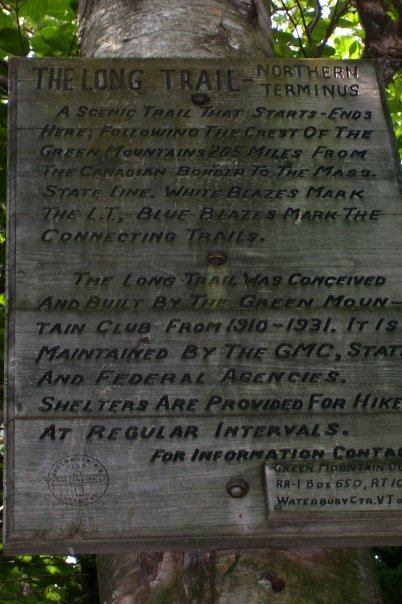 THE LONG TRAIL - NORTHERN TERMINUS
A SCENIC TRAIL THAT STARTS-ENDS
HERE; FOLLOWING THE CREST OF THE
GREEN MOUNTAINS 265 MILES FROM
THE CANADIAN BORDER TO THE MASS.
STATE LINE. WHITE BLAZES MARK
THE L.T., BLUE BLAZES MARK THE
CONNECTING TRAILS.
THE LONG TRAIL WAS CONCEIVED
AND BUILT BY THE GREEN MOUN-
TAIN CLUB FROM 1910-1931. IT IS
MAINTAINED BY THE GMC, STAT
AND FEDERAL AGENCIES.
SHELTERS ARE PROVIDED FOR HIKE
AT REGULAR INTERVALS.
FOR INFORMATION CONTAC
GREEN MOUNTAIN CL
RR-1 BOX 650, RT 10
WATERBURY CTR. VT 0